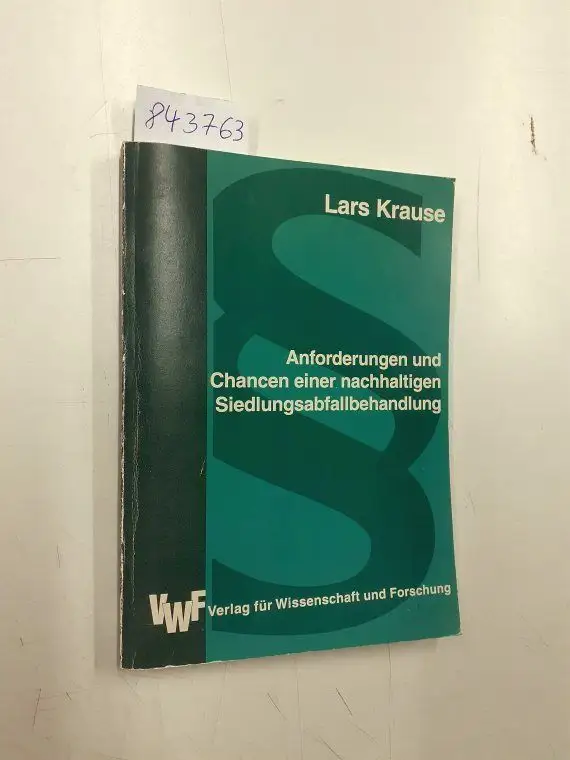 843763
Lars Krause
Anforderungen und
Chancen einer nachhaltigen
Siedlungsabfallbehandlung
VWF Verlag für Wissenschaft und Forschung
§